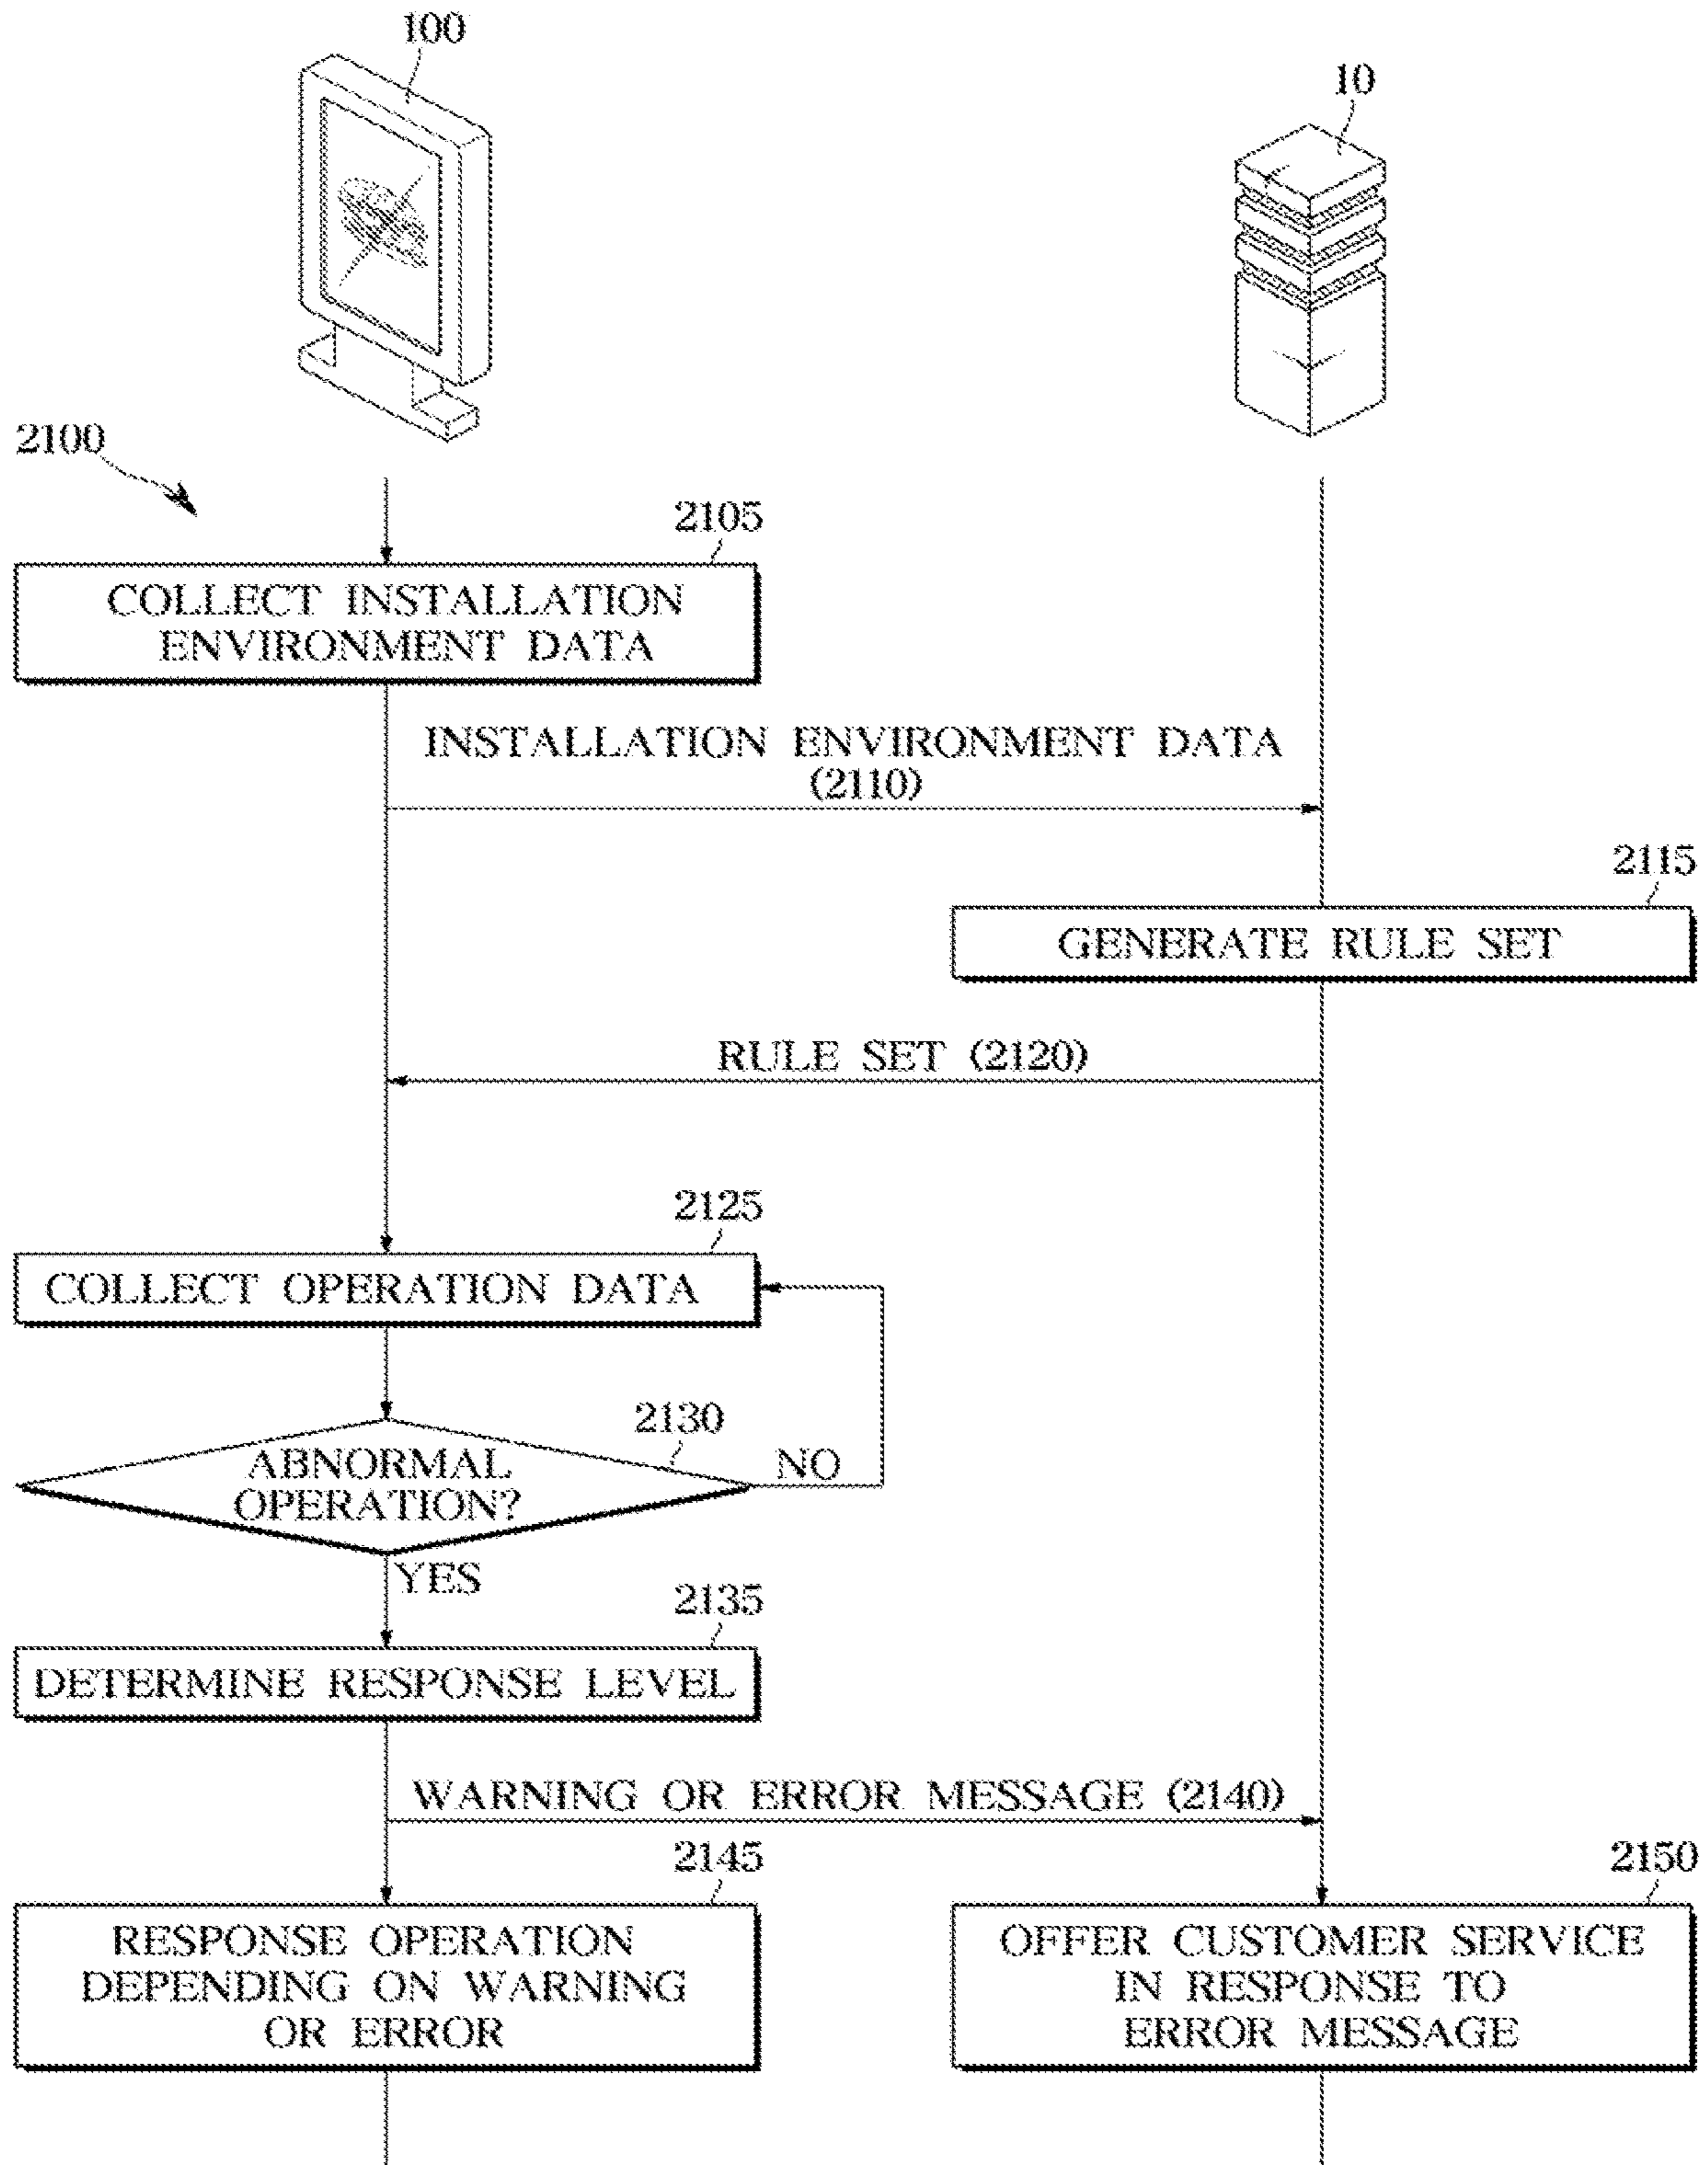 100
10
2100
2105
COLLECT INSTALLATION
ENVIRONMENT DATA
INSTALLATION ENVIRONMENT DATA
(2110)
2115
GENERATE RULE SET
RULE SET (2120)
2125
COLLECT OPERATION DATA
2130
ABNORMAL
OPERATION?
NO
YES
2135
DETERMINE RESPONSE LEVEL
WARNING OR ERROR MESSAGE (2140)
2145
RESPONSE OPERATION
DEPENDING ON WARNING
OR ERROR
2150
OFFER CUSTOMER SERVICE
IN RESPONSE TO
ERROR MESSAGE